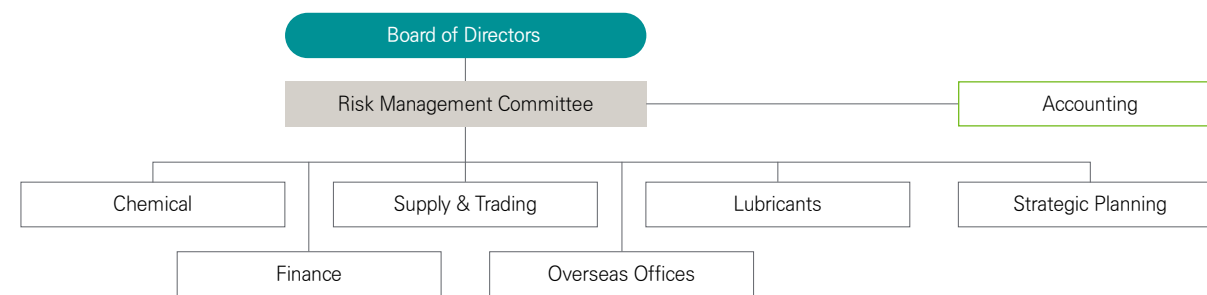 Board of Directors
Risk Management Committee
Accounting
Chemical
Supply & Trading
Lubricants
Strategic Planning
Finance
Overseas Offices